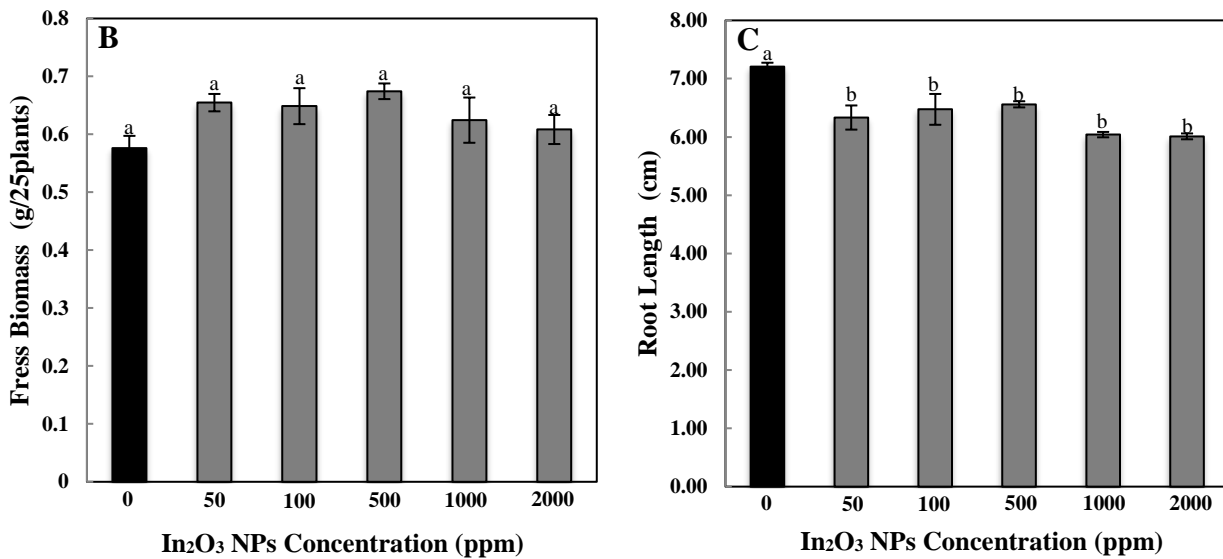 B
Fress Biomass (g/25plants)
0.8
0.7
0.6
0.5
0.4
0.3
0.2
0.1
0
a
a
a
a
a
a
0
50
100
500
1000
2000
In₂O₃ NPs Concentration (ppm)
C
Root Length (cm)
8.00
7.00
6.00
5.00
4.00
3.00
2.00
1.00
0.00
a
b
b
b
b
b
0
50
100
500
1000
2000
In₂O₃ NPs Concentration (ppm)